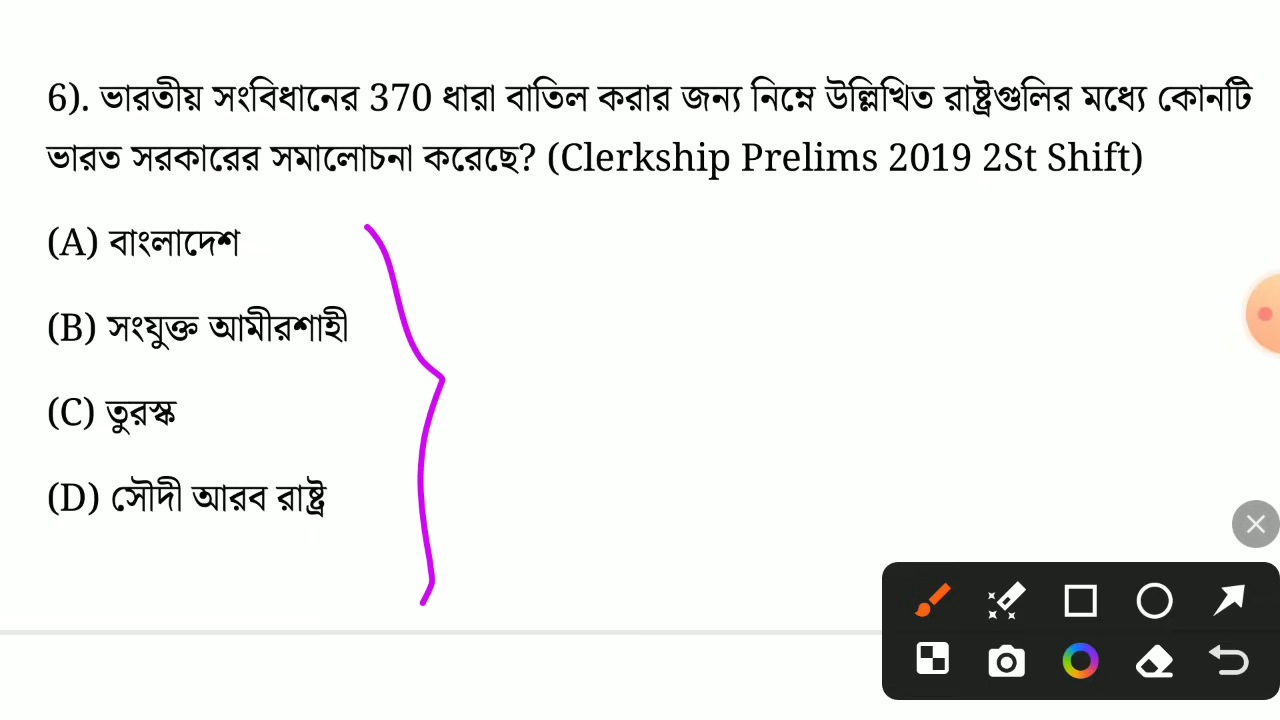 6). ভারতীয় সংবিধানের 370 ধারা বাতিল করার জন্য নিম্নে উল্লিখিত রাষ্ট্রগুলির মধ্যে কোনটি
ভারত সরকারের সমালোচনা করেছে? (Clerkship Prelims 2019 2St Shift)
(A) বাংলাদেশ
(B) সংযুক্ত আমীরশাহী
(C) তুরস্ক
(D) সৌদী আরব রাষ্ট্র